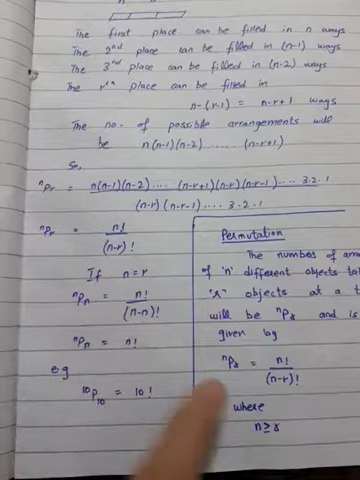 The first place can be filled in n ways
The 2nd place can be filled in (n-1) ways
The 3rd place can be filled in (n-2) ways
The rth place can be filled in
n-(r-1) = n-r+1 ways
The no. of possible arrangements will
be n(n-1)(n-2) ...... (n-r+1)
So,
ⁿPᵣ = n(n-1)(n-2) .... (n-r+1)(n-r)(n-r-1) .... 3.2.1
(n-r)(n-r-1) .... 3.2.1
ⁿPᵣ = n!
(n-r)!
If n=r
ⁿPₙ = n!
(n-n)!
ⁿPₙ = n!
eg
¹⁰P₁₀ = 10!
Permutation
The number of
of 'n' different objects
"r" objects at a
will be ⁿPᵣ and is
given by
ⁿPᵣ = n!
(n-r)!
where
n≥r